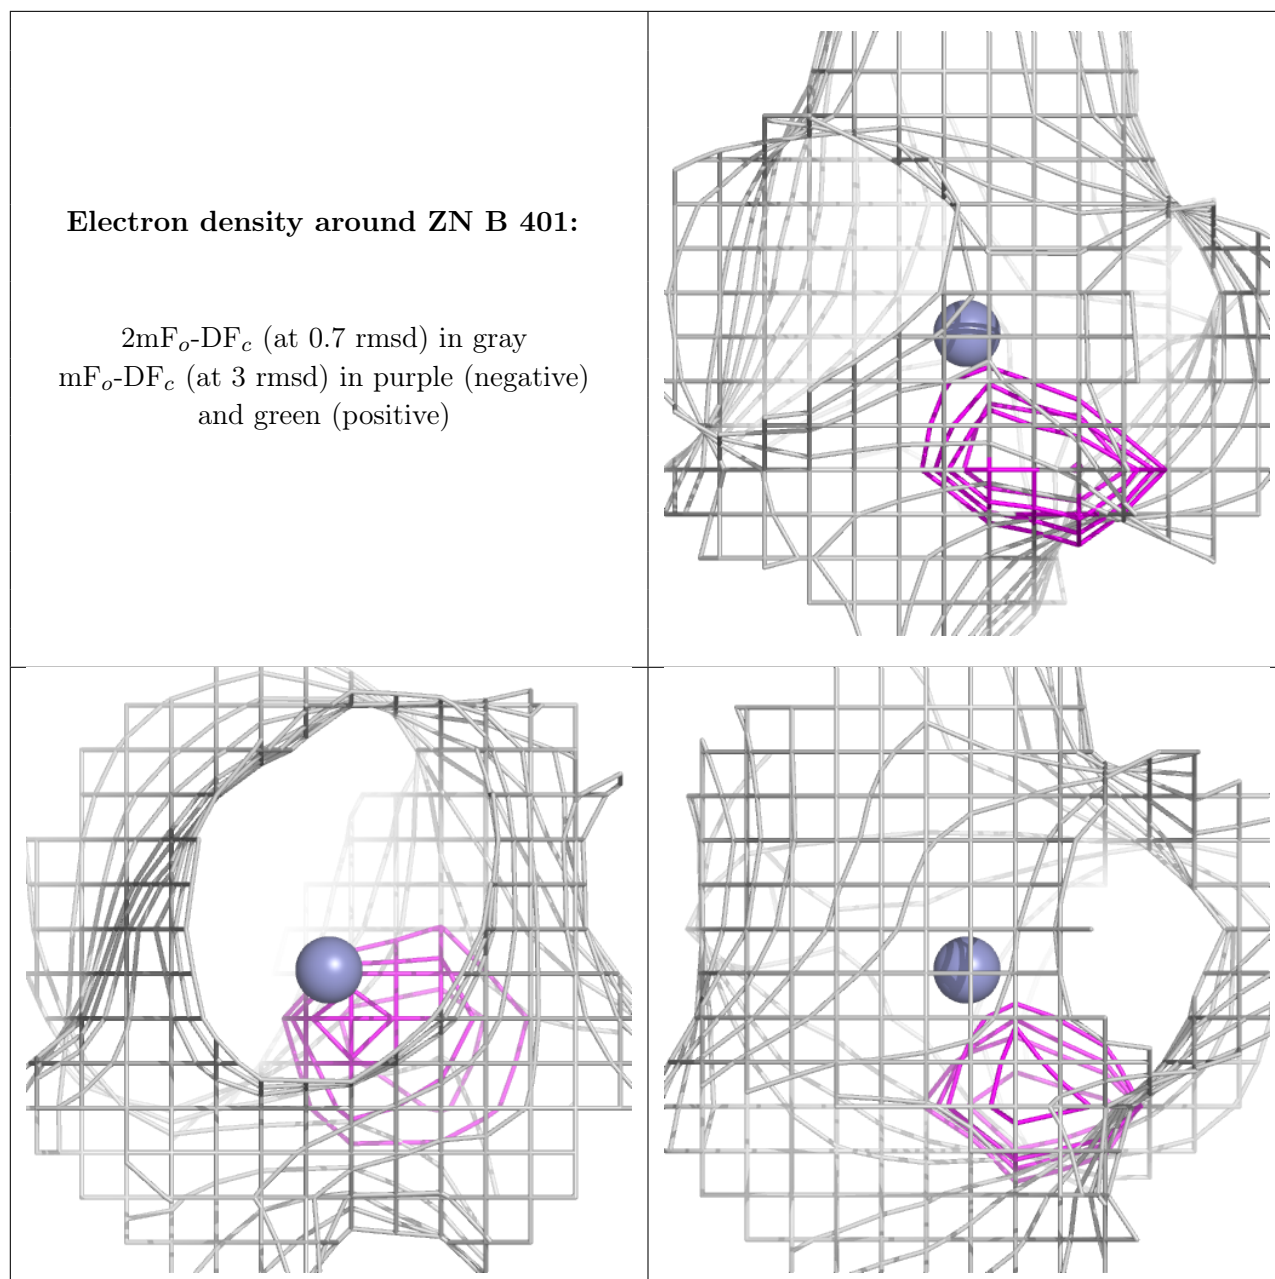 Electron density around ZN B 401:
2mFo-DFc (at 0.7 rmsd) in gray
mFo-DFc (at 3 rmsd) in purple (negative)
and green (positive)